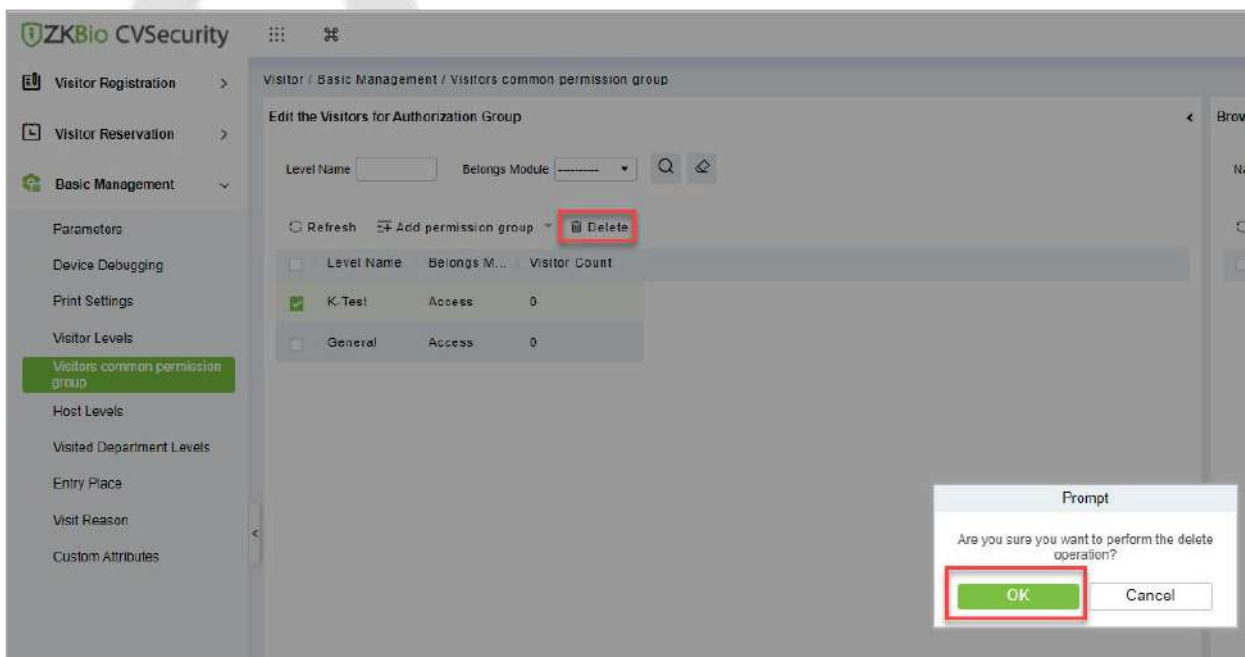 ZKBio CVSecurity
Visitor Registration
Visitor Reservation
Basic Management
Parameters
Device Debugging
Print Settings
Visitor Levels
Visitors common permission
group
Host Levels
Visited Department Levels
Entry Place
Visit Reason
Custom Attributes
Visitor / Basic Management / Visitors common permission group
Edit the Visitors for Authorization Group
Level Name
Belongs Module ----------
Refresh Add permission group Delete
Level Name Belongs M... Visitor Count
K-Test Access 0
General Access 0
Brow
Na
Prompt
Are you sure you want to perform the delete
operation?
OK Cancel